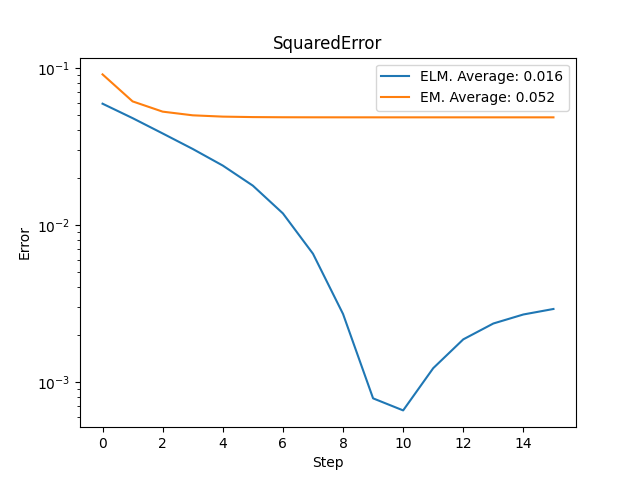 SquaredError
ELM. Average: 0.016
EM. Average: 0.052
Error
10⁻¹
10⁻²
10⁻³
0 2 4 6 8 10 12 14
Step